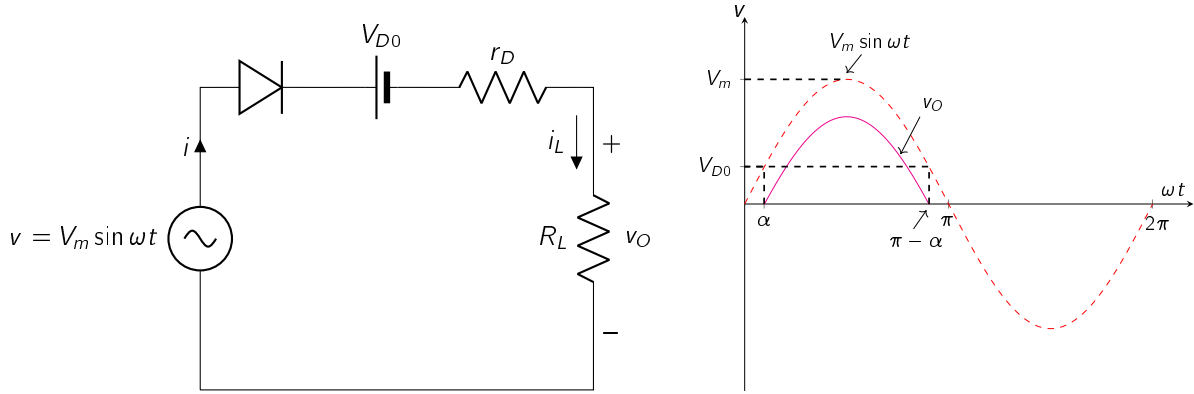 V_{D0}
r_D
i
i_L
+
v = V_m sin ωt
R_L
v_O
−
v
V_m sin ωt
V_m
v_O
V_{D0}
ωt
α
π
2π
π − α